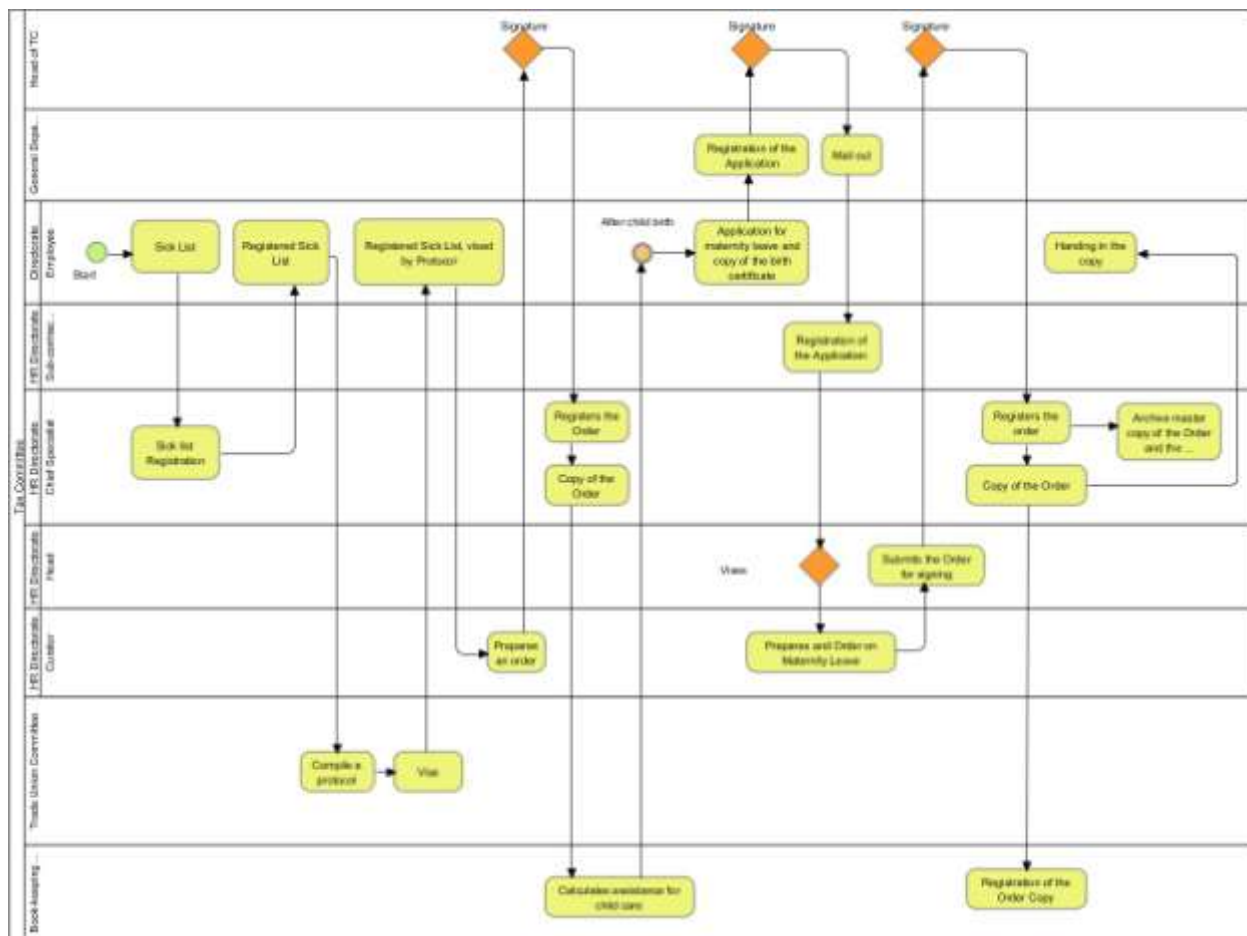 Tax Committee
Head of TC
Signature
Signature
Signature
General Depa...
Registration of the
Application
Mail out
Directorate
Employee
Start
Sick List
Registered Sick
List
Registered Sick List, vised
by Protocol
After child birth
Application for
maternity leave and
copy of the birth
certificate
Handing in the
copy
HR Directorate
Sub-contrac...
Registration of
the Application
HR Directorate
Chief Specialist
Sick list
Registration
Registers the
Order
Copy of the
Order
Registers the
order
Archive master
copy of the Order
and the ...
Copy of the Order
HR Directorate
Head
Submits the Order
for signing
HR Directorate
Curator
Prepares
an order
Prepares and Order on
Maternity Leave
Trade Union Committee
Compile a
protocol
Vise
Book-keeping ...
Calculates assistance for
child care
Registration of the
Order Copy